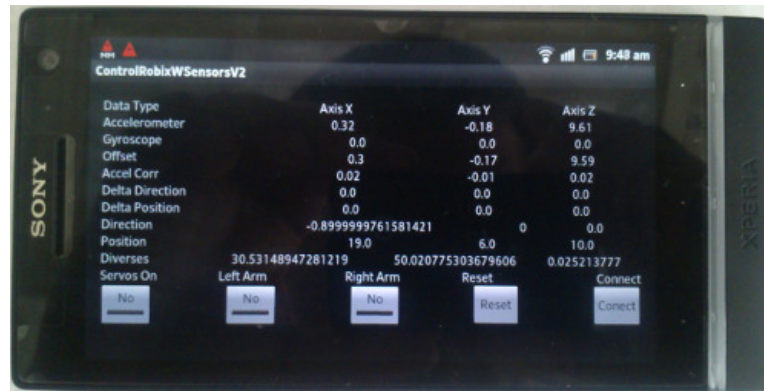 SONY
XPERIA
MM 9:43 am
ControlRobixWSensorsV2
Data Type Axis X Axis Y Axis Z
Accelerometer 0.32 -0.18 9.61
Gyroscope 0.0 0.0 0.0
Offset 0.3 -0.17 9.59
Accel Corr 0.02 -0.01 0.02
Delta Direction 0.0 0.0 0.0
Delta Position 0.0 0.0 0.0
Direction -0.8999999761581421 0 0.0
Position 19.0 6.0 10.0
Diverses 30.53148947281219 50.020775303679606 0.025213777
Servos On Left Arm Right Arm Reset Connect
No No No Reset Conect